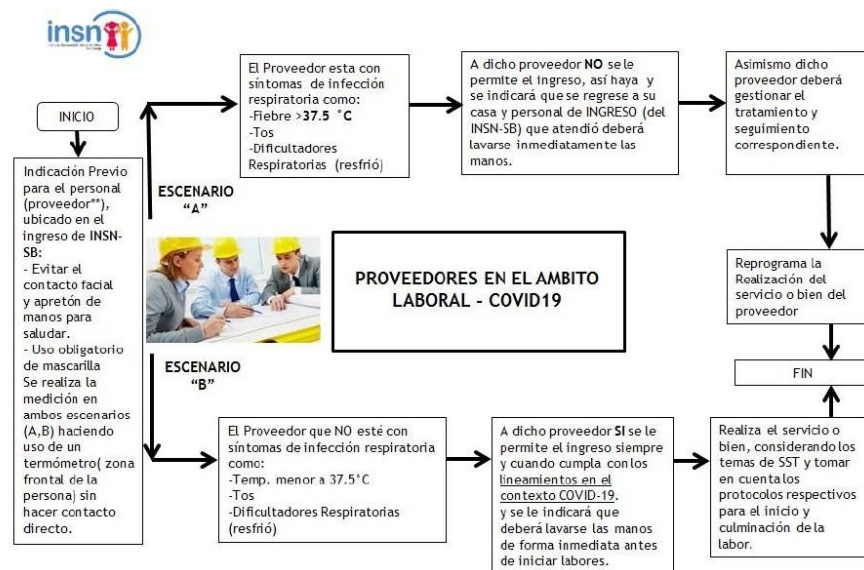 insn
INICIO
Indicación Previo
para el personal
(proveedor**),
ubicado en el
ingreso de INSN-
SB:
- Evitar el
contacto facial
y apretón de
manos para
saludar.
- Uso obligatorio
de mascarilla
Se realiza la
medición en
ambos escenarios
(A,B) haciendo
uso de un
termómetro( zona
frontal de la
persona) sin
hacer contacto
directo.
ESCENARIO
“A”
El Proveedor esta con
síntomas de infección
respiratoria como:
-Fiebre >37.5 °C
-Tos
-Dificultadores
Respiratorias (resfrió)
A dicho proveedor NO se le
permite el ingreso, así haya y
se indicará que se regrese a su
casa y personal de INGRESO (del
INSN-SB) que atendió deberá
lavarse inmediatamente las
manos.
Asimismo dicho
proveedor deberá
gestionar el
tratamiento y
seguimiento
correspondiente.
Reprograma la
Realización del
servicio o bien del
proveedor
FIN
PROVEEDORES EN EL AMBITO
LABORAL - COVID19
ESCENARIO
“B”
El Proveedor que NO esté con
síntomas de infección respiratoria
como:
-Temp. menor a 37.5°C
-Tos
-Dificultadores Respiratorias
(resfrió)
A dicho proveedor SI se le
permite el ingreso siempre
y cuando cumpla con los
lineamientos en el
contexto COVID-19.
y se le indicará que
deberá lavarse las manos
de forma inmediata antes
de iniciar labores.
Realiza el servicio o
bien, considerando los
temas de SST y tomar
en cuenta los
protocolos respectivos
para el inicio y
culminación de la
labor.